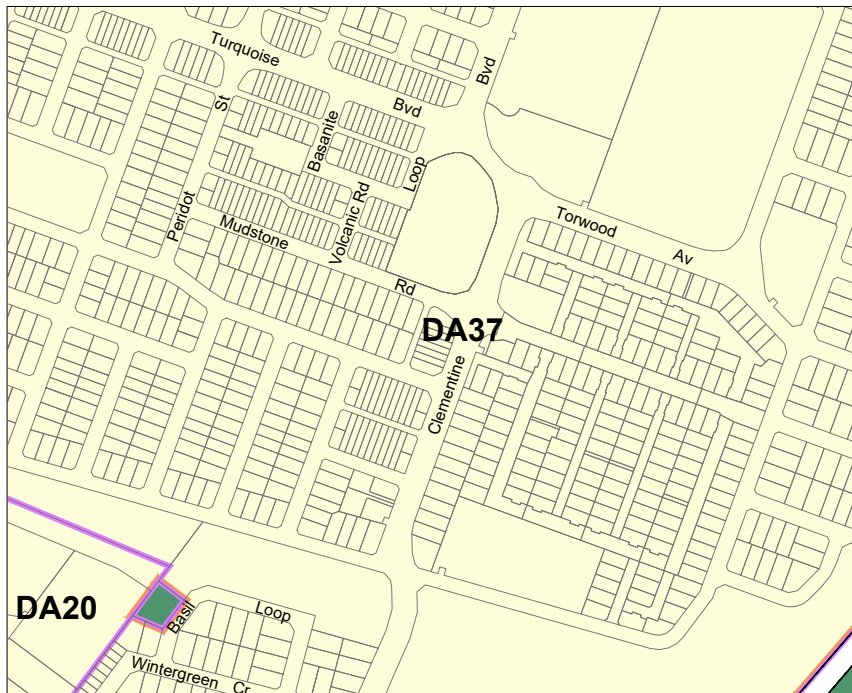 Turquoise
Bvd
Bvd
St
Basanite
Loop
Peridot
Volcanic Rd
Mudstone
Torwood
Av
Rd
DA37
Clementine
DA20
Basil
Loop
Wintergreen Cr